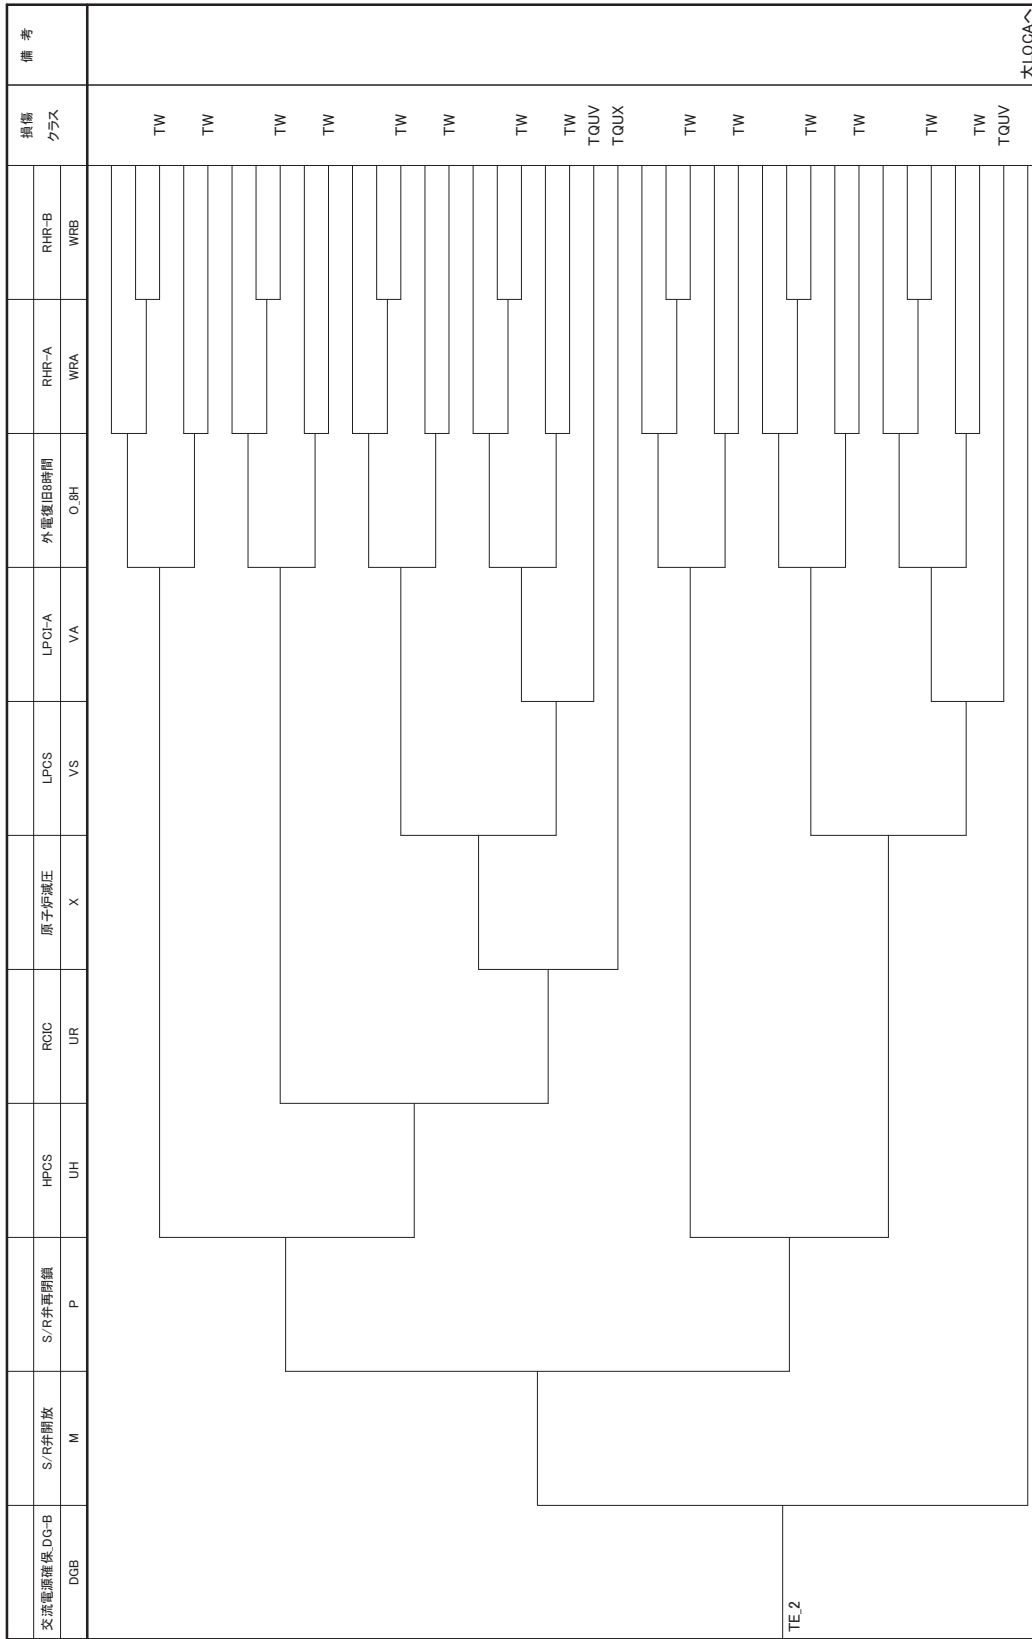 交流電源確保_DG-B
S/R弁開放
S/R弁再閉鎖
HPCS
RCIC
原子炉減圧
LPCS
LPCI-A
外電復旧8時間
RHR-A
RHR-B
損傷
クラス
備 考
DGB
M
P
UH
UR
X
VS
VA
O_8H
WRA
WRB
TE_2
TW
TW
TW
TW
TW
TW
TW
TW
TQUV
TQUX
TW
TW
TW
TW
TW
TW
TQUV
大LOCAへ